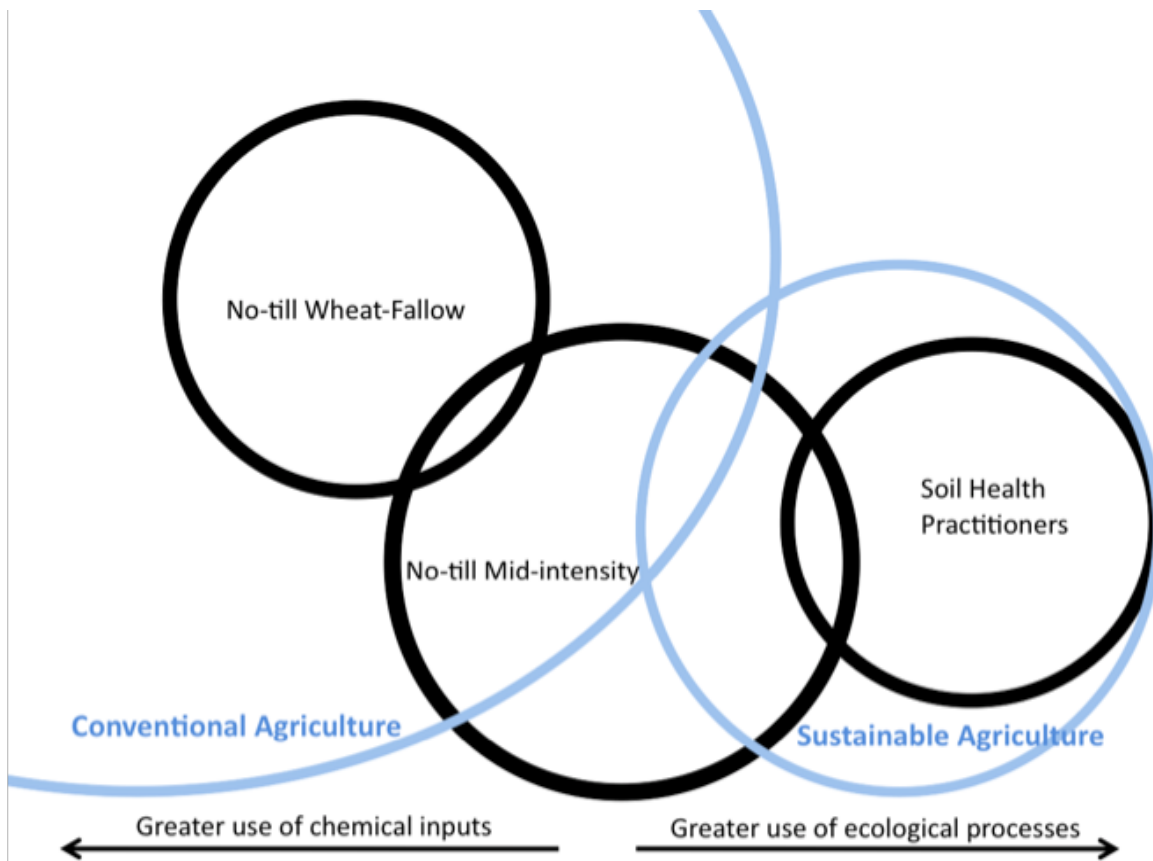 No-till Wheat-Fallow
Soil Health
Practitioners
No-till Mid-intensity
Conventional Agriculture
Sustainable Agriculture
Greater use of chemical inputs
Greater use of ecological processes